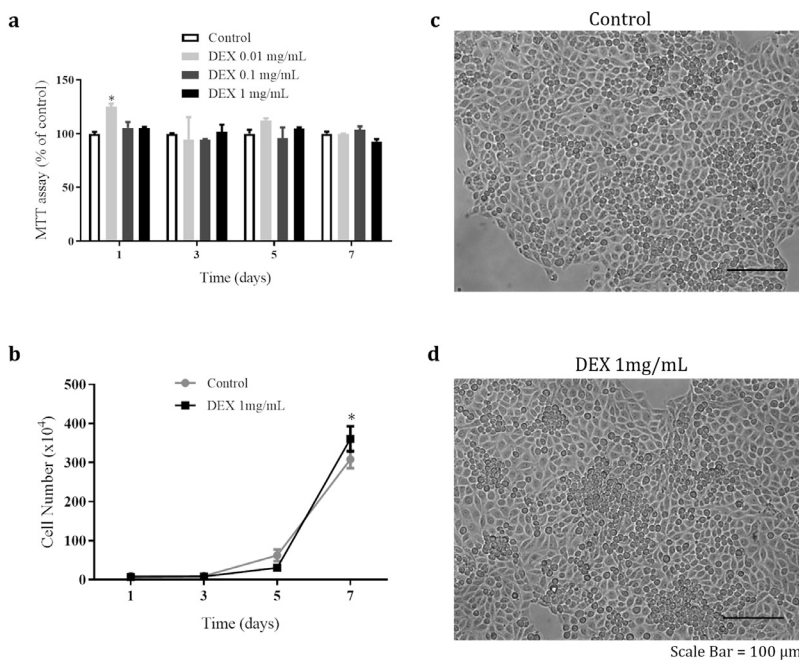 a
Control
DEX 0.01 mg/mL
DEX 0.1 mg/mL
DEX 1 mg/mL
MTT assay (% of control)
150
100
50
0
*
1 3 5 7
Time (days)
b
Control
DEX 1mg/mL
Cell Number (x10⁴)
500
400
300
200
100
0
*
1 3 5 7
Time (days)
c
Control
d
DEX 1mg/mL
Scale Bar = 100 μm